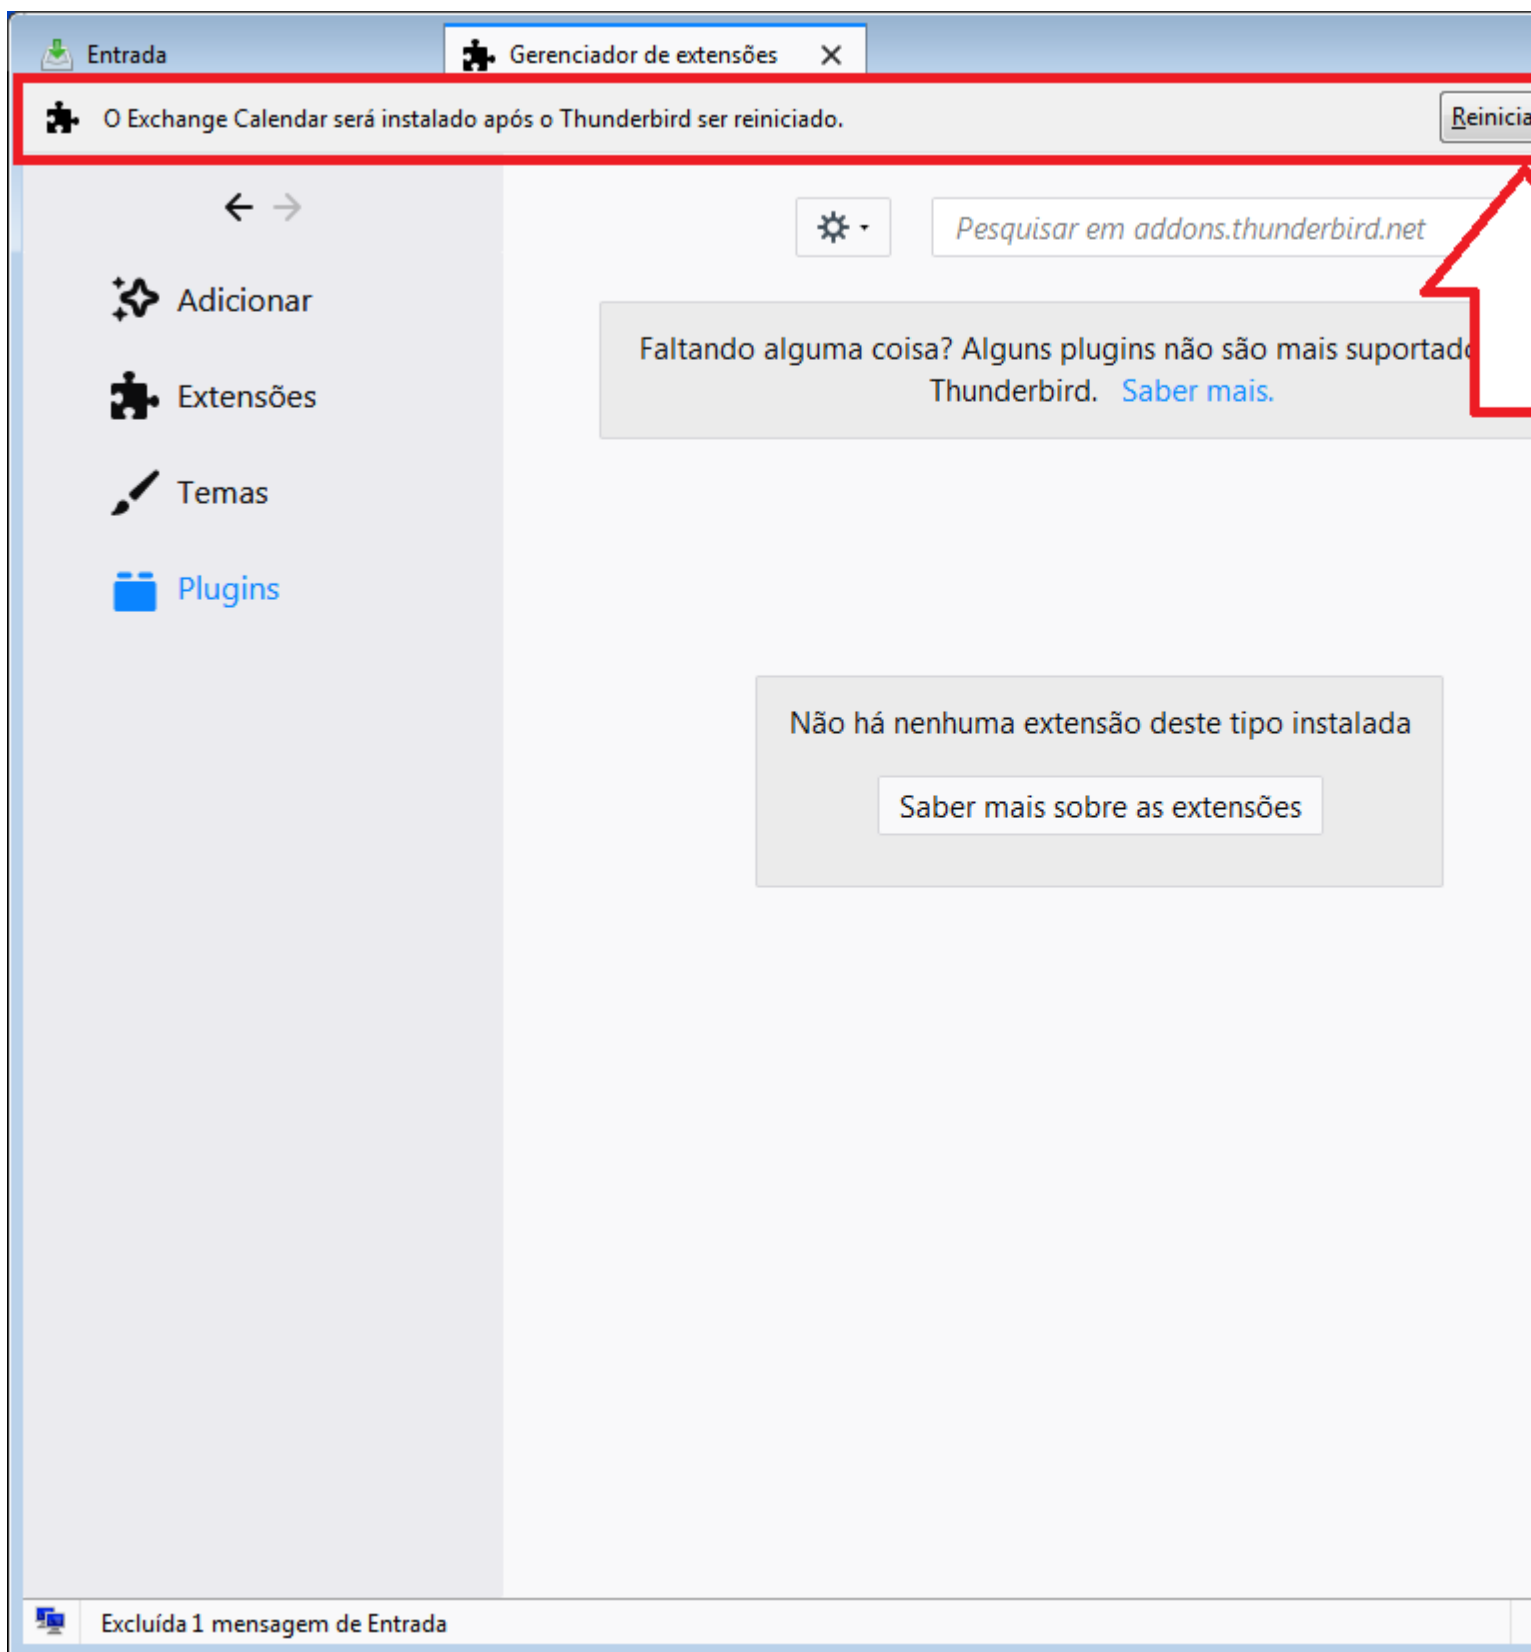 Entrada
Gerenciador de extensões
O Exchange Calendar será instalado após o Thunderbird ser reiniciado.
Pesquisar em addons.thunderbird.net
Adicionar
Faltando alguma coisa? Alguns plugins não são mais
Thunderbird. Saber mais.
Extensões
Temas
Plugins
Não há nenhuma extensão deste tipo instalada
Saber mais sobre as extensões
Excluída 1 mensagem de Entrada